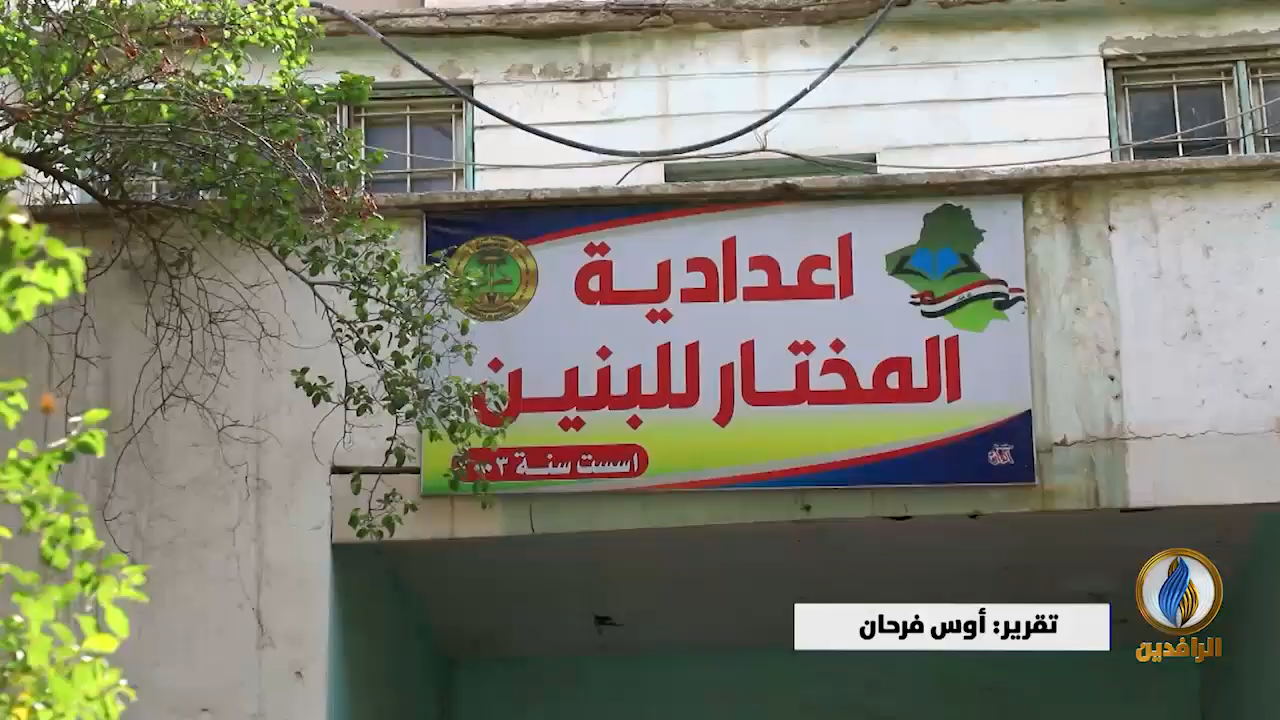 اعدادية
المختار للبنين
اسست سنة
تقرير: أوس فرحان
الرافدين